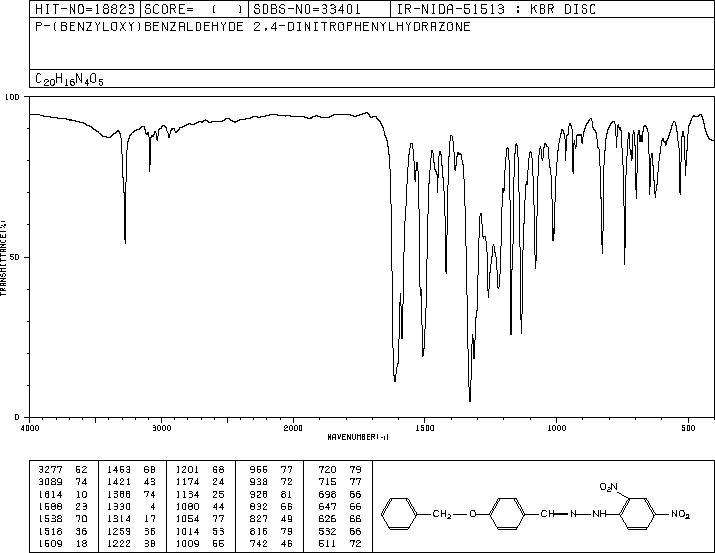 HIT-NO=18823 SCORE= ( ) SDBS-NO=33401 IR-NIDA-51513 : KBR DISC
P-(BENZYLOXY)BENZALDEHYDE 2,4-DINITROPHENYLHYDRAZONE
C20H16N4O5
100
TRANSMITTANCE(%)
50
0
4000 3000 2000 1500 1000 500
WAVENUMBER(-1)
3277 52 1453 68 1201 68 966 77 720 79
3089 74 1421 43 1174 24 938 72 715 77
1614 10 1388 74 1134 25 928 81 698 66
1588 23 1330 4 1080 44 832 66 647 66
1538 70 1314 17 1054 77 827 49 626 66
1516 36 1259 36 1014 53 816 79 532 66
1509 18 1222 38 1009 55 742 46 511 72
O2N
CH2 O CH=N NH NO2